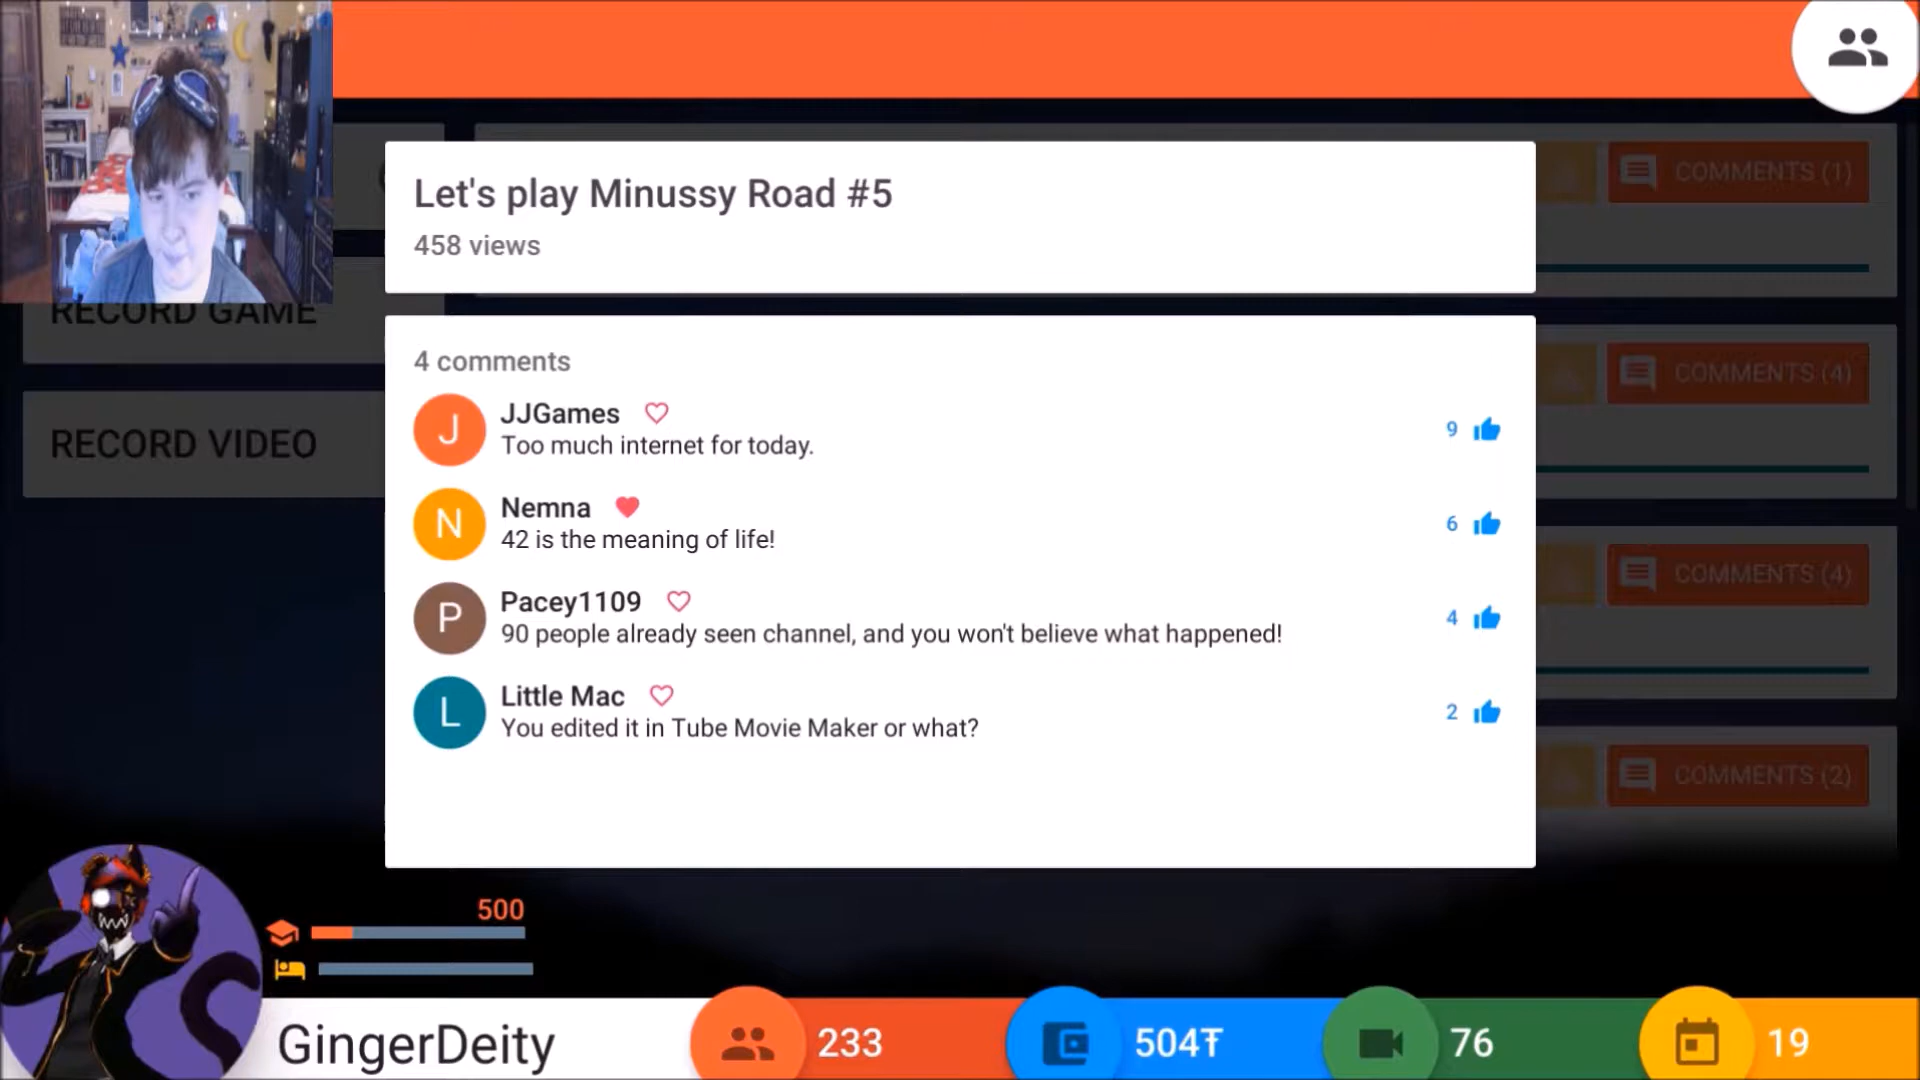 Let's play Minussy Road #5
458 views
COMMENTS (1)
4 comments
JJGames
Too much internet for today.
9
Nemna
42 is the meaning of life!
6
Pacey1109
90 people already seen channel, and you won't believe what happened!
4
Little Mac
You edited it in Tube Movie Maker or what?
2
RECORD GAME
RECORD VIDEO
COMMENTS (4)
COMMENTS (4)
COMMENTS (2)
500
GingerDeity
233
504₮
76
19